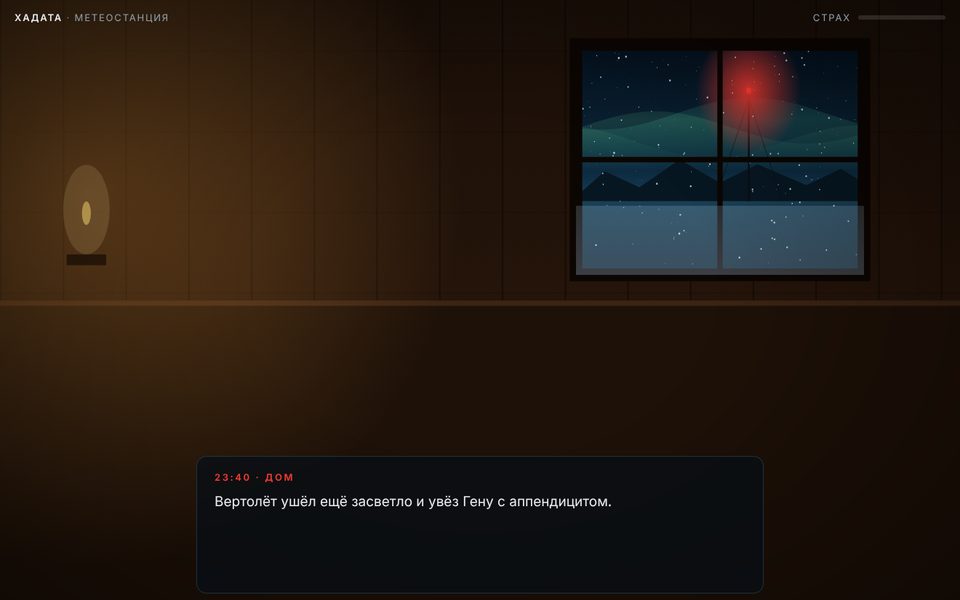 ХАДАТА · МЕТЕОСТАНЦИЯ
СТРАХ
23:40 · ДОМ
Вертолёт ушёл ещё засветло и увёз Гену с аппендицитом.